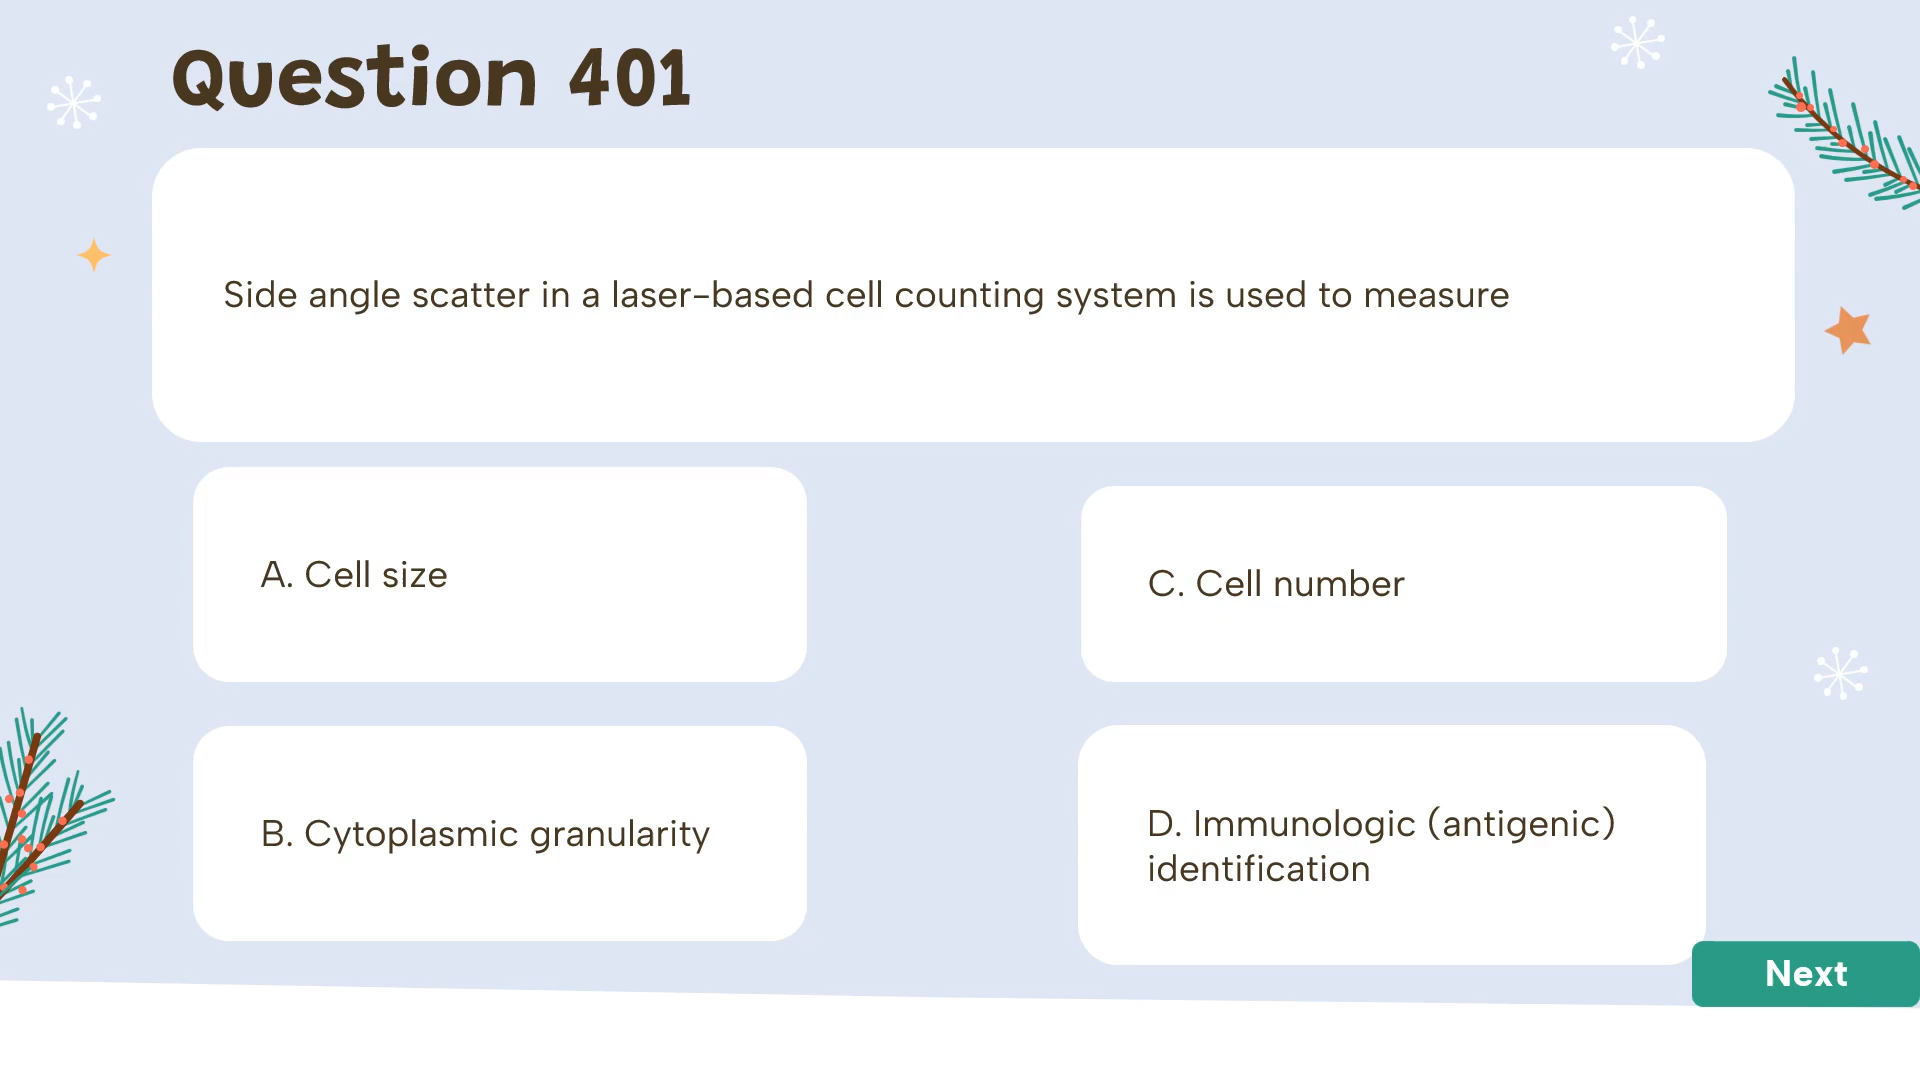 Question 401
Side angle scatter in a laser-based cell counting system is used to measure
A. Cell size
B. Cytoplasmic granularity
C. Cell number
D. Immunologic (antigenic)
identification
Next